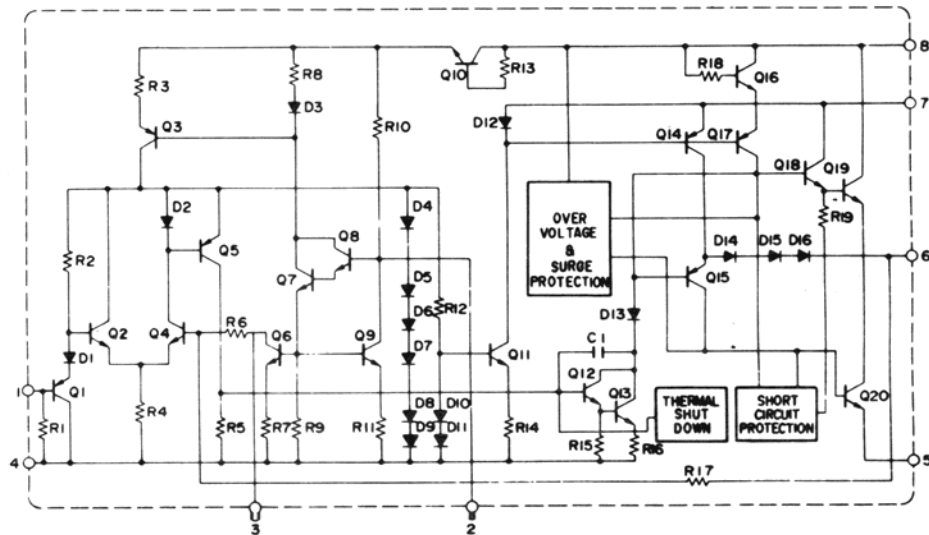 8
Q10
R13
R18
Q16
R3
R8
D3
Q3
R10
D12
7
Q14
Q17
Q18
Q19
D2
D4
R19
OVER
VOLTAGE
&
SURGE
PROTECTION
Q5
Q8
R2
Q7
D5
D14
D15
D16
6
Q15
D6
R12
D13
Q2
Q4
R6
Q6
Q9
D7
Q11
C1
D1
Q12
Q13
1
Q1
THERMAL
SHUT
DOWN
SHORT
CIRCUIT
PROTECTION
Q20
D8
D10
R1
R4
R5
R7
R9
R11
D9
D11
R14
R15
R16
4
5
R17
3
2